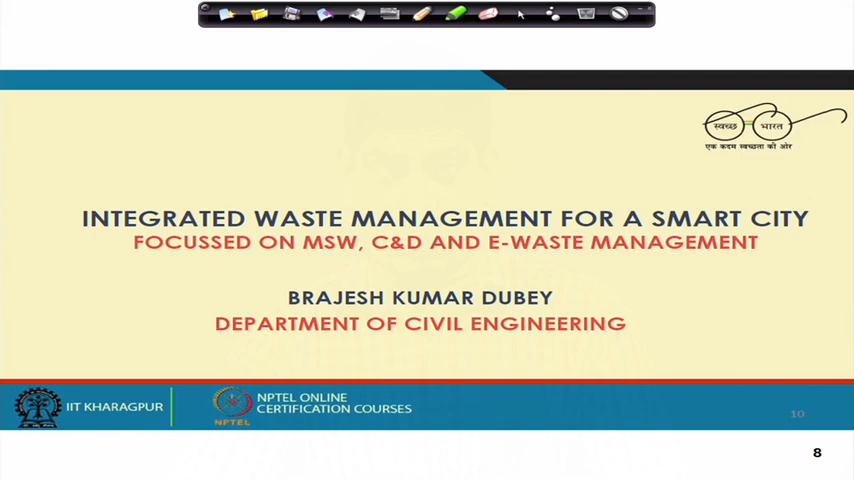 स्वच्छ भारत
एक कदम स्वच्छता की ओर
INTEGRATED WASTE MANAGEMENT FOR A SMART CITY
FOCUSSED ON MSW, C&D AND E-WASTE MANAGEMENT
BRAJESH KUMAR DUBEY
DEPARTMENT OF CIVIL ENGINEERING
IIT KHARAGPUR
NPTEL
NPTEL ONLINE
CERTIFICATION COURSES
10
8